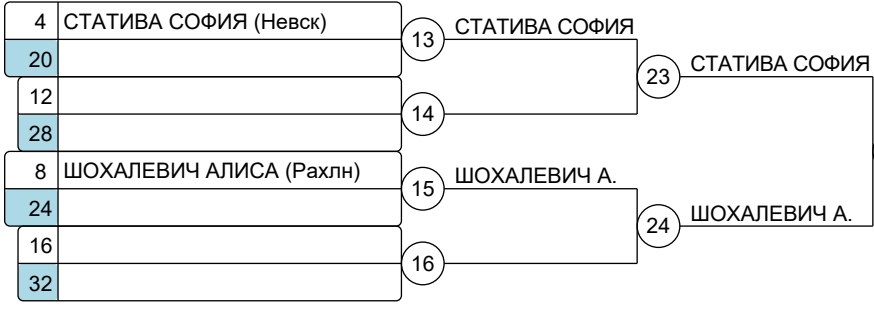 4 СТАТИВА СОФИЯ (Невск)
20
13 СТАТИВА СОФИЯ
23 СТАТИВА СОФИЯ
12
28
14
8 ШОХАЛЕВИЧ АЛИСА (Рахлн)
24
15 ШОХАЛЕВИЧ А.
24 ШОХАЛЕВИЧ А.
16
32
16